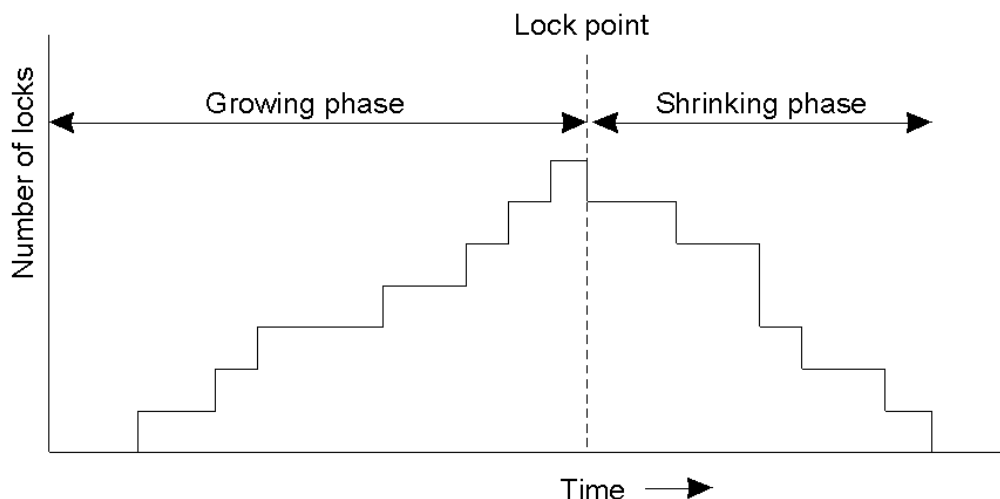 Lock point
Growing phase
Shrinking phase
Number of locks
Time